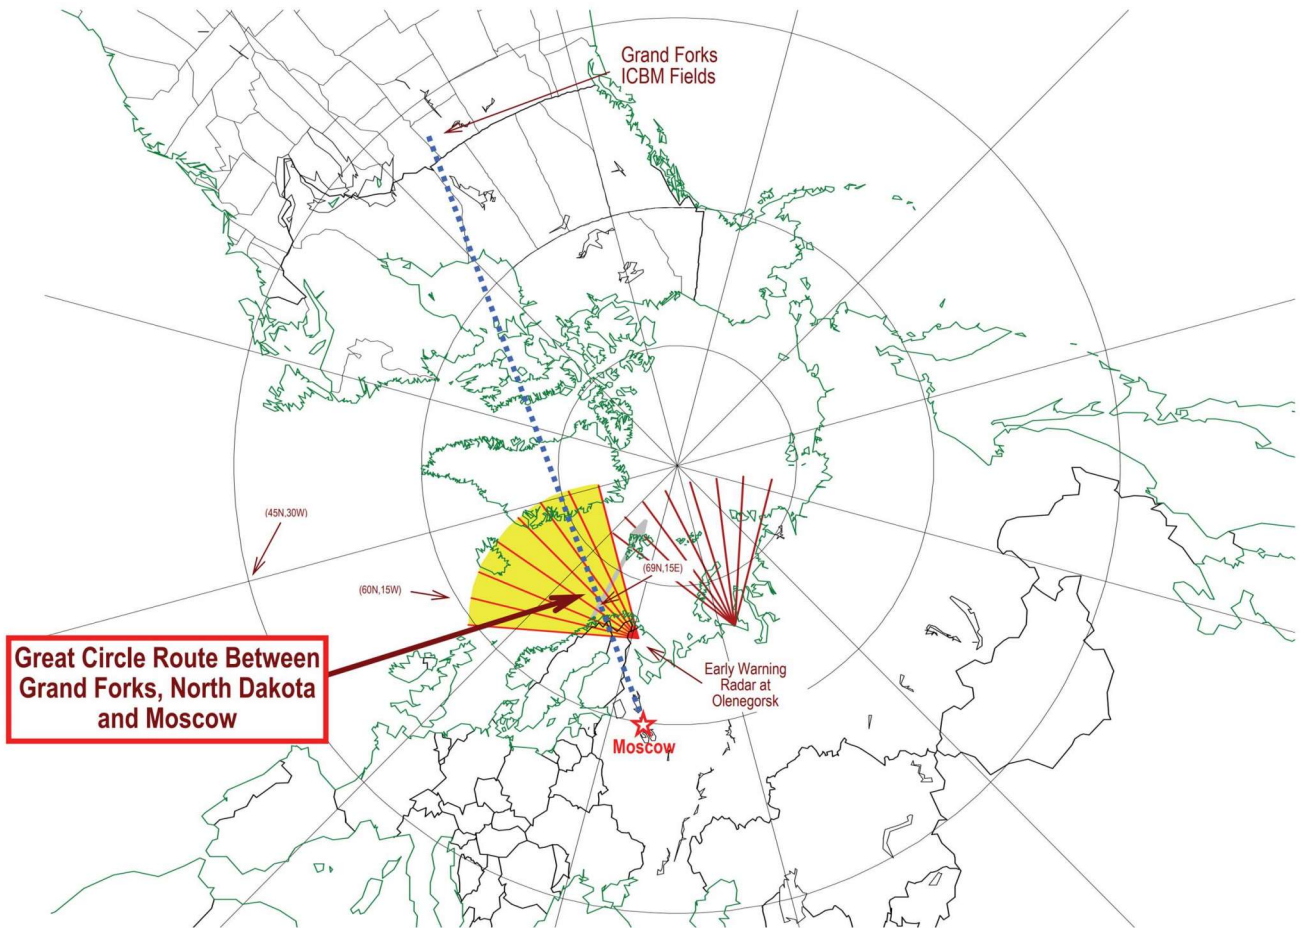 Grand Forks
ICBM Fields
(45N,30W)
(60N,15W)
(69N,15E)
Great Circle Route Between
Grand Forks, North Dakota
and Moscow
Early Warning
Radar at
Olenegorsk
Moscow